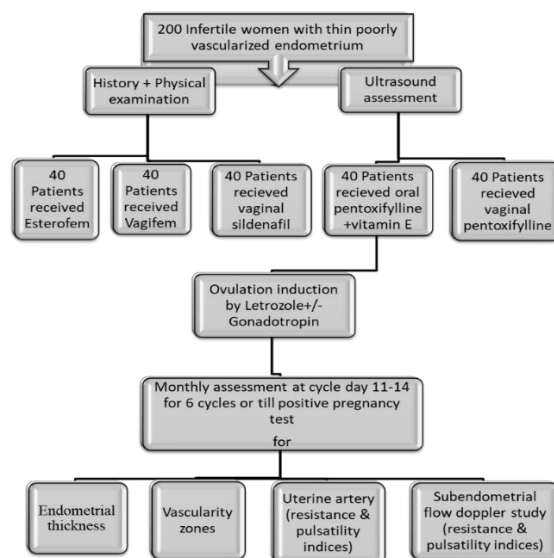 200 Infertile women with thin poorly
vascularized endometrium
History + Physical
examination
Ultrasound
assessment
40
Patients
received
Esterofem
40
Patients
received
Vagifem
40 Patients
recieved
vaginal
sildenafil
40 Patients
recieved oral
pentoxifylline
+vitamin E
40 Patients
recieved
vaginal
pentoxifylline
Ovulation induction
by Letrozole+/-
Gonadotropin
Monthly assessment at cycle day 11-14
for 6 cycles or till positive pregnancy
test
for
Endometrial
thickness
Vascularity
zones
Uterine artery
(resistance &
pulsatility
indices)
Subendometrial
flow doppler study
(resistance &
pulsatility indices)